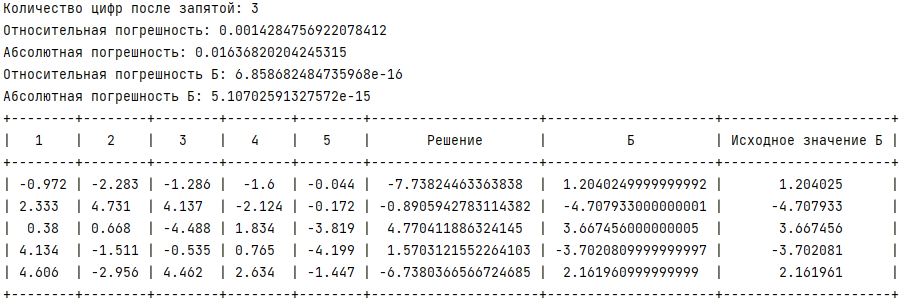 Количество цифр после запятой: 3
Относительная погрешность: 0.0014284756922078412
Абсолютная погрешность: 0.01636820204245315
Относительная погрешность Б: 6.858682484735968e-16
Абсолютная погрешность Б: 5.10702591327572e-15
+--------+--------+--------+--------+--------+---------------------+---------------------+---------------------+
|   1    |   2    |   3    |   4    |   5    |       Решение       |          Б          | Исходное значение Б |
+--------+--------+--------+--------+--------+---------------------+---------------------+---------------------+
| -0.972 | -2.283 | -1.286 |  -1.6  | -0.044 |  -7.73824463363838  |  1.2040249999999992 |       1.204025      |
| 2.333  | 4.731  | 4.137  | -2.124 | -0.172 | -0.8905942783114382 |  -4.707933000000001 |      -4.707933      |
|  0.38  | 0.668  | -4.488 | 1.834  | -3.819 |  4.770411886324145  |  3.667456000000005  |       3.667456      |
| 4.134  | -1.511 | -0.535 | 0.765  | -4.199 |  1.5703121552264103 | -3.7020809999999997 |      -3.702081      |
| 4.606  | -2.956 | 4.462  | 2.634  | -1.447 | -6.7380366566724685 |  2.161960999999999  |       2.161961      |
+--------+--------+--------+--------+--------+---------------------+---------------------+---------------------+